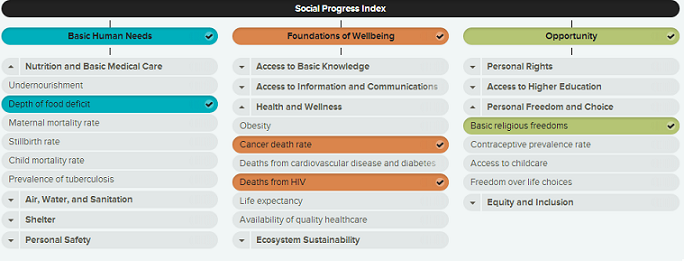 Social Progress Index
Basic Human Needs
Nutrition and Basic Medical Care
Undernourishment
Depth of food deficit
Maternal mortality rate
Stillbirth rate
Child mortality rate
Prevalence of tuberculosis
Air, Water, and Sanitation
Shelter
Personal Safety
Foundations of Wellbeing
Access to Basic Knowledge
Access to Information and Communications
Health and Wellness
Obesity
Cancer death rate
Deaths from cardiovascular disease and diabetes
Deaths from HIV
Life expectancy
Availability of quality healthcare
Ecosystem Sustainability
Opportunity
Personal Rights
Access to Higher Education
Personal Freedom and Choice
Basic religious freedoms
Contraceptive prevalence rate
Access to childcare
Freedom over life choices
Equity and Inclusion